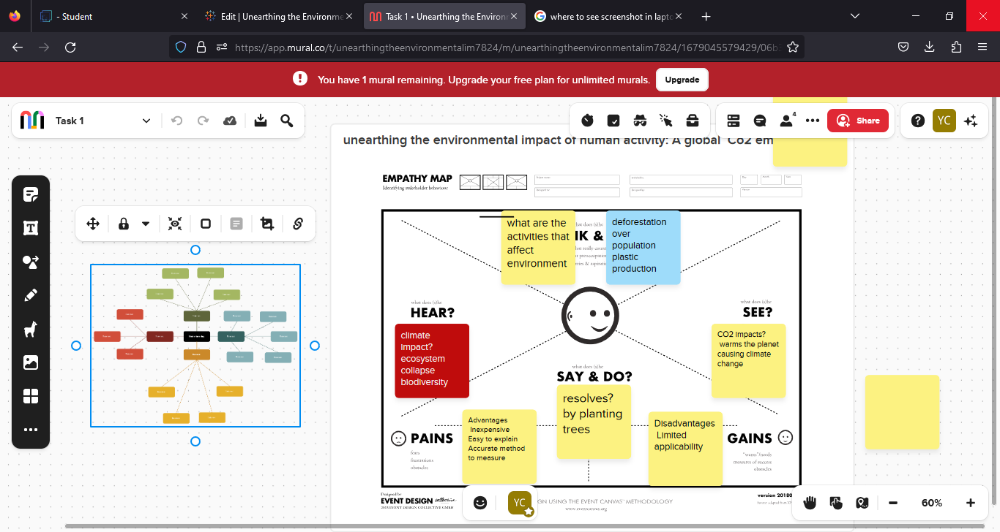 - Student
Edit | Unearthing the Environme
Task 1 • Unearthing the Environ
where to see screenshot in lapto
https://app.mural.co/t/unearthingtheenvironmentalim7824/m/unearthingtheenvironmentalim7824/1679045579429/06b
You have 1 mural remaining. Upgrade your free plan for unlimited murals.
Upgrade
Task 1
4
Share
YC
unearthing the environmental impact of human activity: A global Co2 em
EMPATHY MAP
Identifying stakeholder behaviour
what are the
activities that
affect
environment
deforestation
over
population
plastic
production
what does (s)he
HEAR?
climate
impact?
ecosystem
collapse
biodiversity
what does (s)he
SEE?
CO2 impacts?
warms the planet
causing climate
change
what does (s)he
SAY & DO?
resolves?
by planting
trees
PAINS
fears
frustrations
obstacles
Advantages
Inexpensive
Easy to explain
Accurate method
to measure
Disadvantages
Limited
applicability
GAINS
"wants"/needs
measures of success
obstacles
Designed by
EVENT DESIGN collective
YC
GN USING THE EVENT CANVAS™ METHODOLOGY
www.eventcanvas.org
version 20180
60%